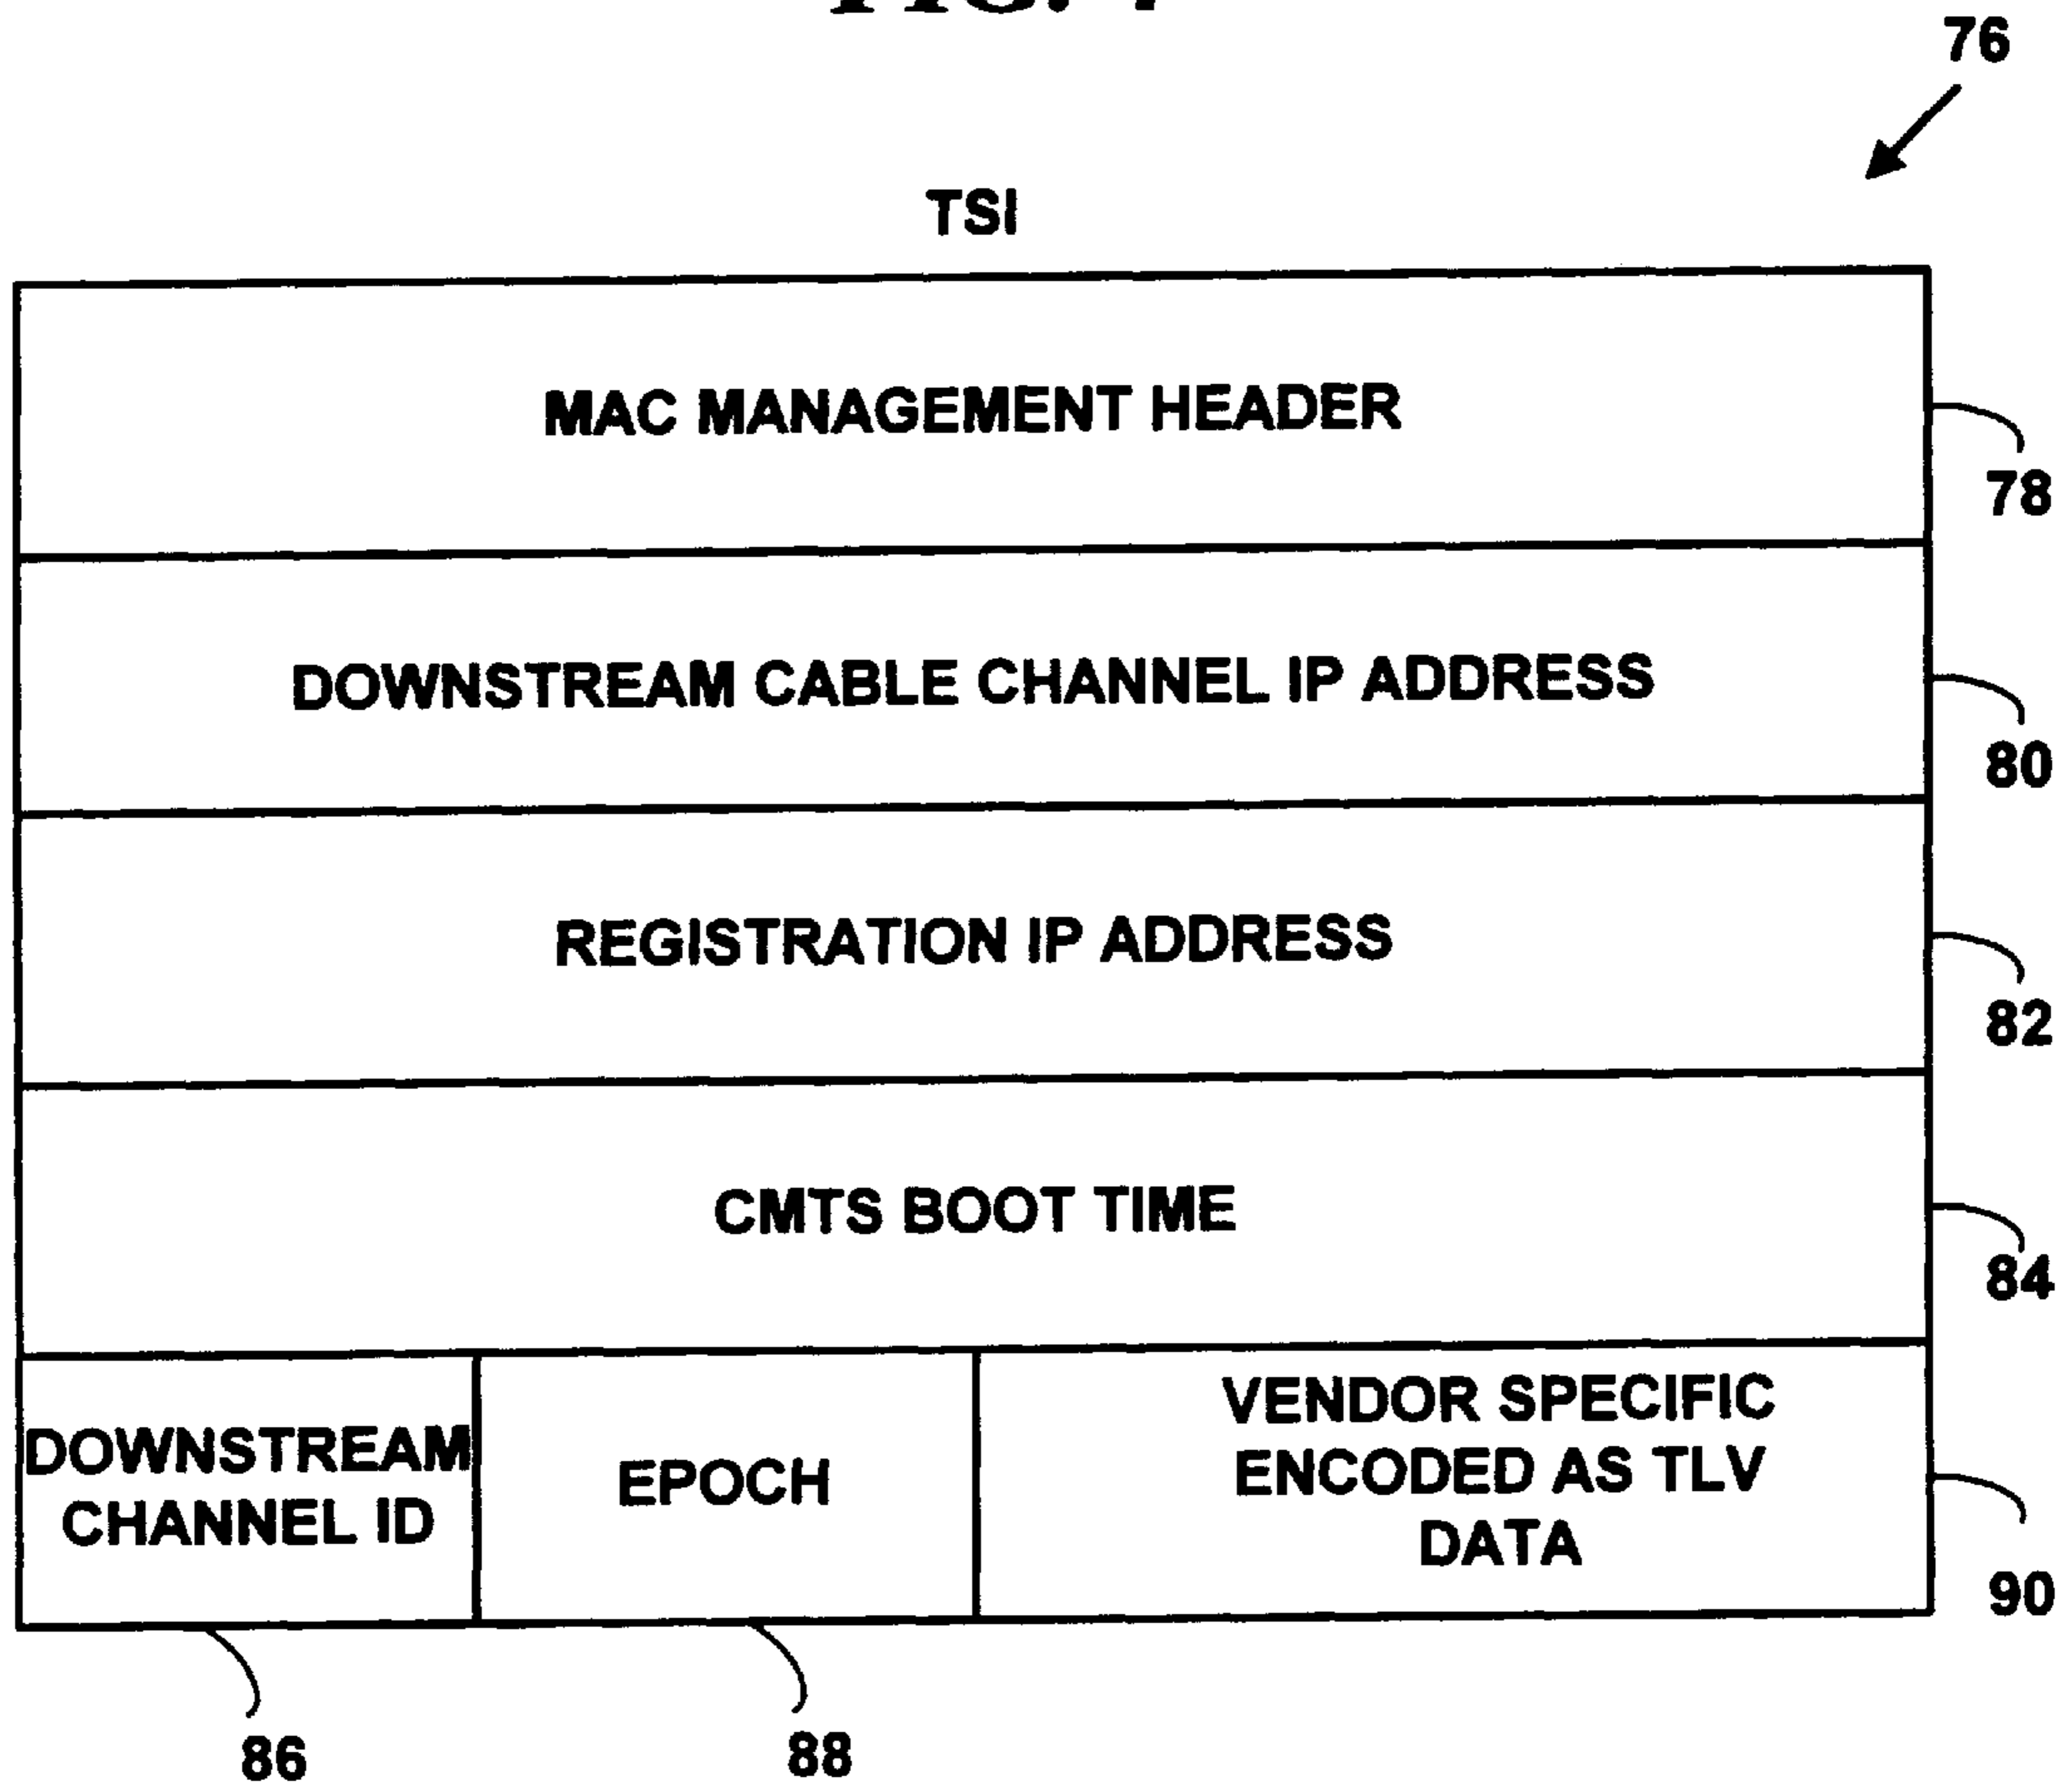 76
TSI
MAC MANAGEMENT HEADER
78
DOWNSTREAM CABLE CHANNEL IP ADDRESS
80
REGISTRATION IP ADDRESS
82
CMTS BOOT TIME
84
DOWNSTREAM
CHANNEL ID
EPOCH
VENDOR SPECIFIC
ENCODED AS TLV
DATA
90
86
88